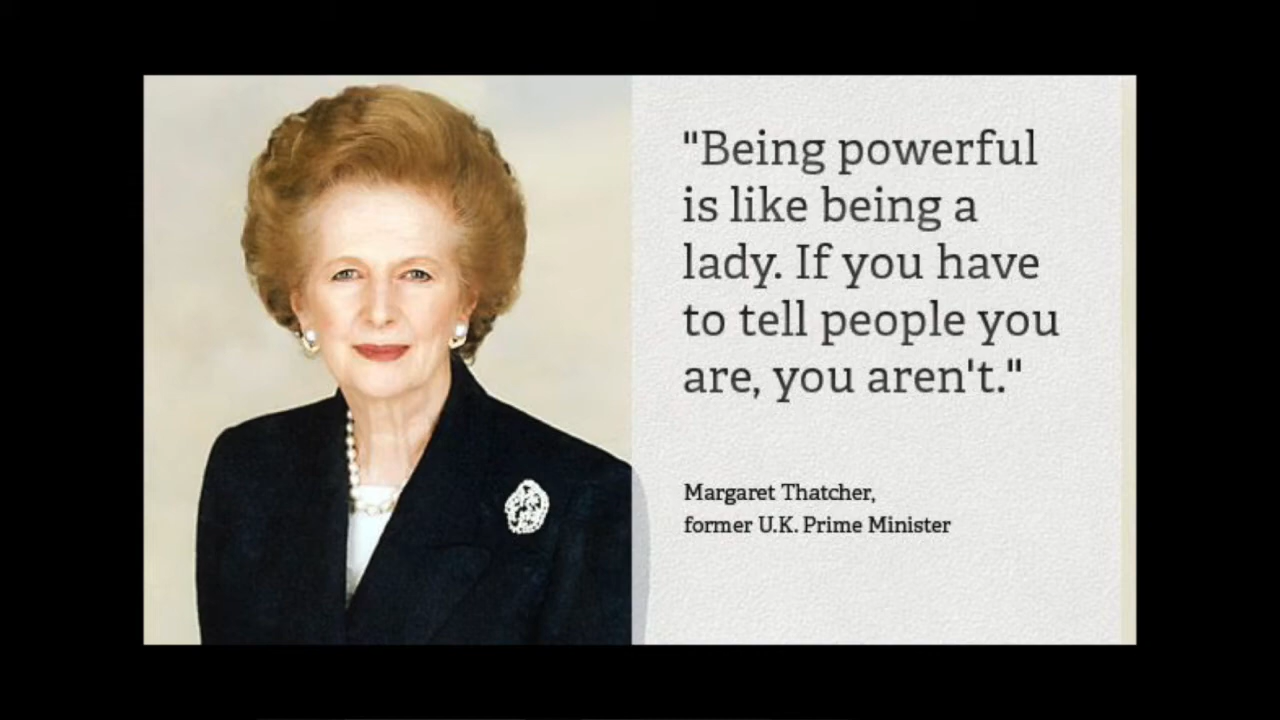 "Being powerful
is like being a
lady. If you have
to tell people you
are, you aren't."
Margaret Thatcher,
former U.K. Prime Minister